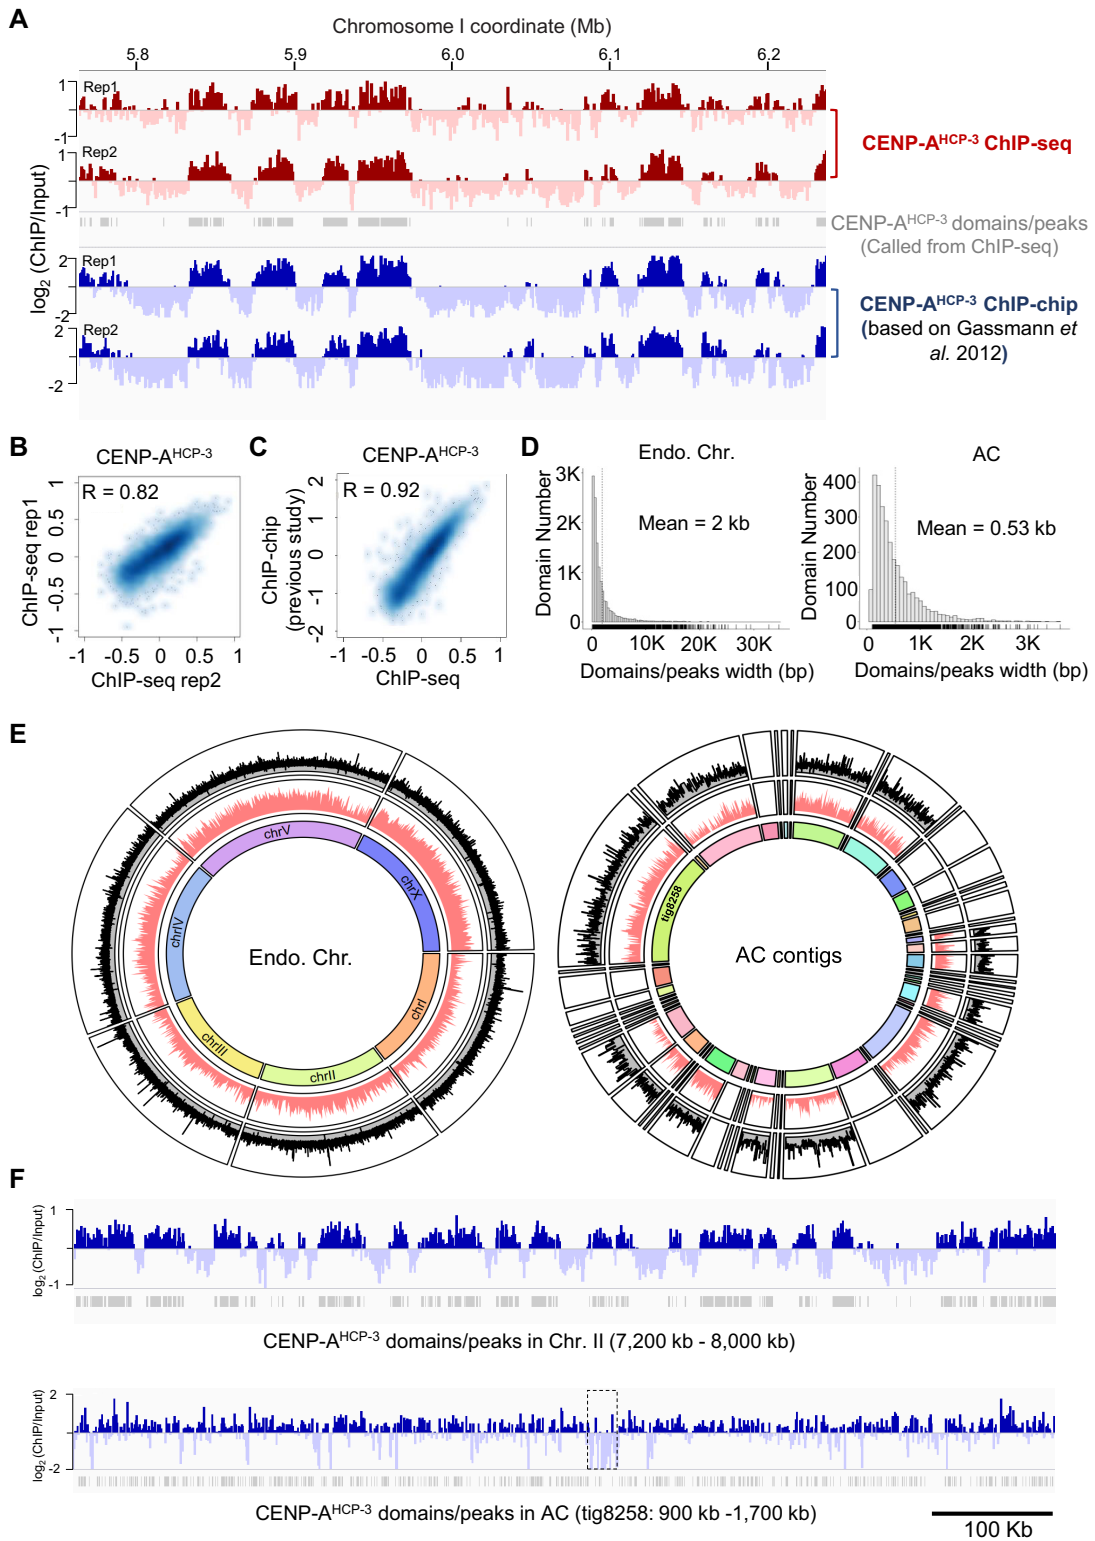 A
Chromosome I coordinate (Mb)
5.8 5.9 6.0 6.1 6.2
log2 (ChIP/Input)
1
Rep1
-1
1
Rep2
-1
CENP-A^HCP-3 ChIP-seq
CENP-A^HCP-3 domains/peaks
(Called from ChIP-seq)
2
Rep1
-2
2
Rep2
-2
CENP-A^HCP-3 ChIP-chip
(based on Gassmann et
al. 2012)
B
CENP-A^HCP-3
R = 0.82
ChIP-seq rep1
1
0.5
0
-0.5
-1
-1 -0.5 0 0.5 1
ChIP-seq rep2
C
CENP-A^HCP-3
R = 0.92
ChIP-chip
(previous study)
2
1
0
-1
-2
-1 -0.5 0 0.5 1
ChIP-seq
D
Endo. Chr.
Domain Number
3K
2K
1K
0
Mean = 2 kb
0 10K 20K 30K
Domains/peaks width (bp)
AC
Domain Number
400
300
200
100
0
Mean = 0.53 kb
0 1K 2K 3K
Domains/peaks width (bp)
E
chrV
chrX
chrIV
Endo. Chr.
chrI
chrIII
chrII
tig8258
AC contigs
F
log2 (ChIP/Input)
1
-1
CENP-A^HCP-3 domains/peaks in Chr. II (7,200 kb - 8,000 kb)
log2 (ChIP/Input)
2
-2
CENP-A^HCP-3 domains/peaks in AC (tig8258: 900 kb -1,700 kb)
100 Kb